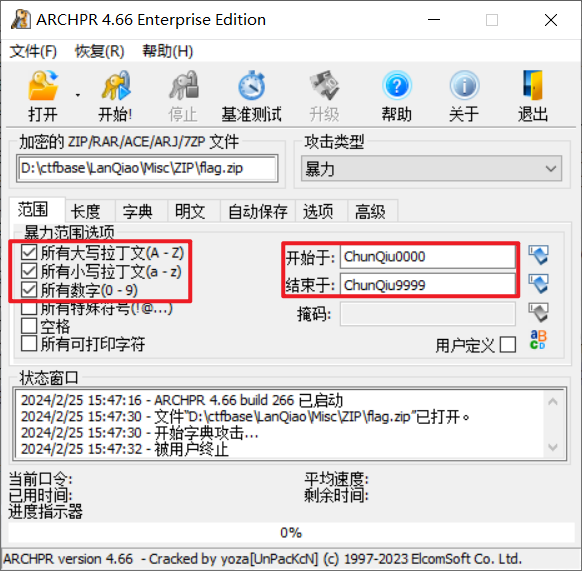 ARCHPR 4.66 Enterprise Edition
文件(F) 恢复(R) 帮助(H)
打开 开始! 停止 基准测试 升级 帮助 关于 退出
加密的 ZIP/RAR/ACE/ARJ/7ZP 文件
D:\ctfbase\LanQiao\Misc\ZIP\flag.zip
攻击类型
暴力
范围 长度 字典 明文 自动保存 选项 高级
暴力范围选项
所有大写拉丁文(A - Z)
所有小写拉丁文(a - z)
所有数字(0 - 9)
所有特殊符号(!@...)
空格
所有可打印字符
开始于: ChunQiu0000
结束于: ChunQiu9999
掩码:
用户定义
状态窗口
2024/2/25 15:47:16 - ARCHPR 4.66 build 266 已启动
2024/2/25 15:47:30 - 文件“D:\ctfbase\LanQiao\Misc\ZIP\flag.zip”已打开。
2024/2/25 15:47:30 - 开始字典攻击...
2024/2/25 15:47:32 - 被用户终止
当前口令: 平均速度:
已用时间: 剩余时间:
进度指示器
0%
ARCHPR version 4.66 - Cracked by yoza[UnPacKcN] (c) 1997-2023 ElcomSoft Co. Ltd.